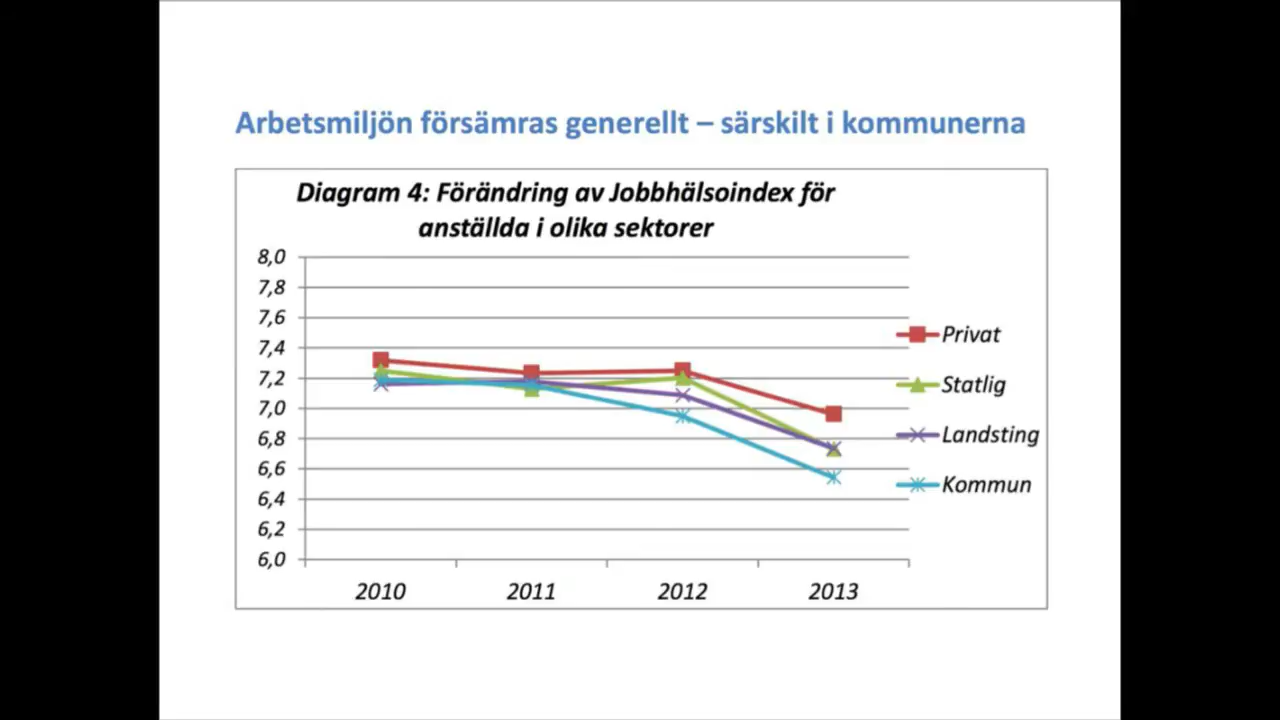 Arbetsmiljön försämras generellt – särskilt i kommunerna
Diagram 4: Förändring av Jobbhälsoindex för
anställda i olika sektorer
8,0
7,8
7,6
7,4
7,2
7,0
6,8
6,6
6,4
6,2
6,0
2010
2011
2012
2013
Privat
Statlig
Landsting
Kommun